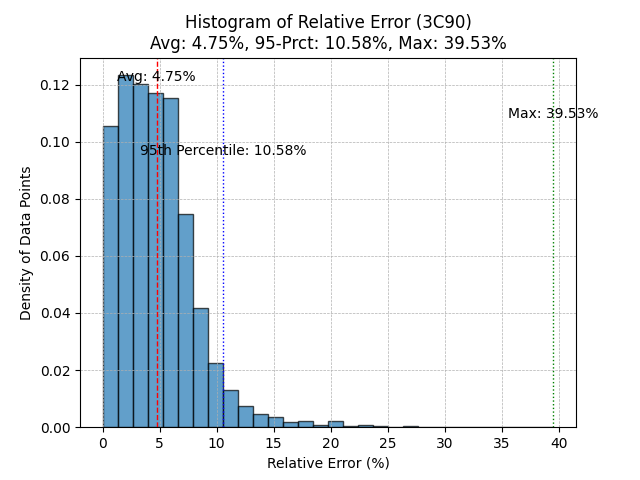 Histogram of Relative Error (3C90)
Avg: 4.75%, 95-Prct: 10.58%, Max: 39.53%
Avg: 4.75%
95th Percentile: 10.58%
Max: 39.53%
Density of Data Points
0.12
0.10
0.08
0.06
0.04
0.02
0.00
0 5 10 15 20 25 30 35 40
Relative Error (%)